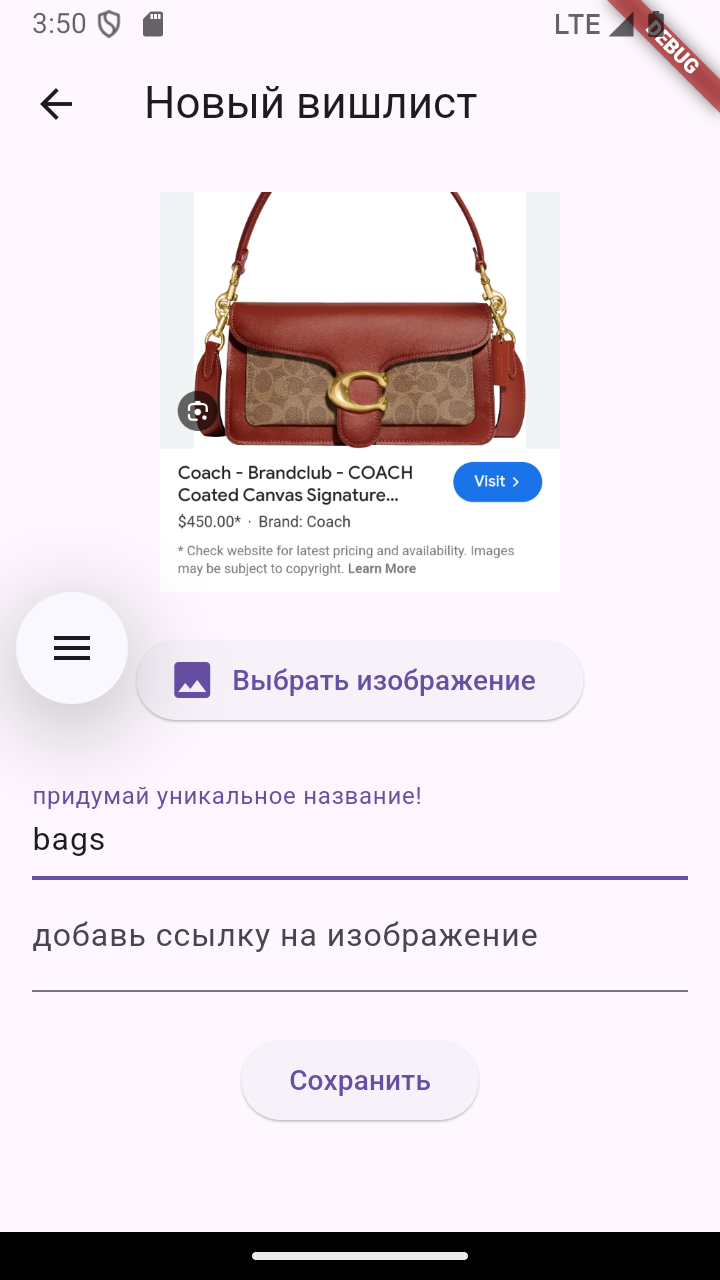 3:50
LTE
DEBUG
Новый вишлист
Coach - Brandclub - COACH
Coated Canvas Signature...
Visit >
$450.00* · Brand: Coach
* Check website for latest pricing and availability. Images
may be subject to copyright. Learn More
Выбрать изображение
придумай уникальное название!
bags
добавь ссылку на изображение
Сохранить